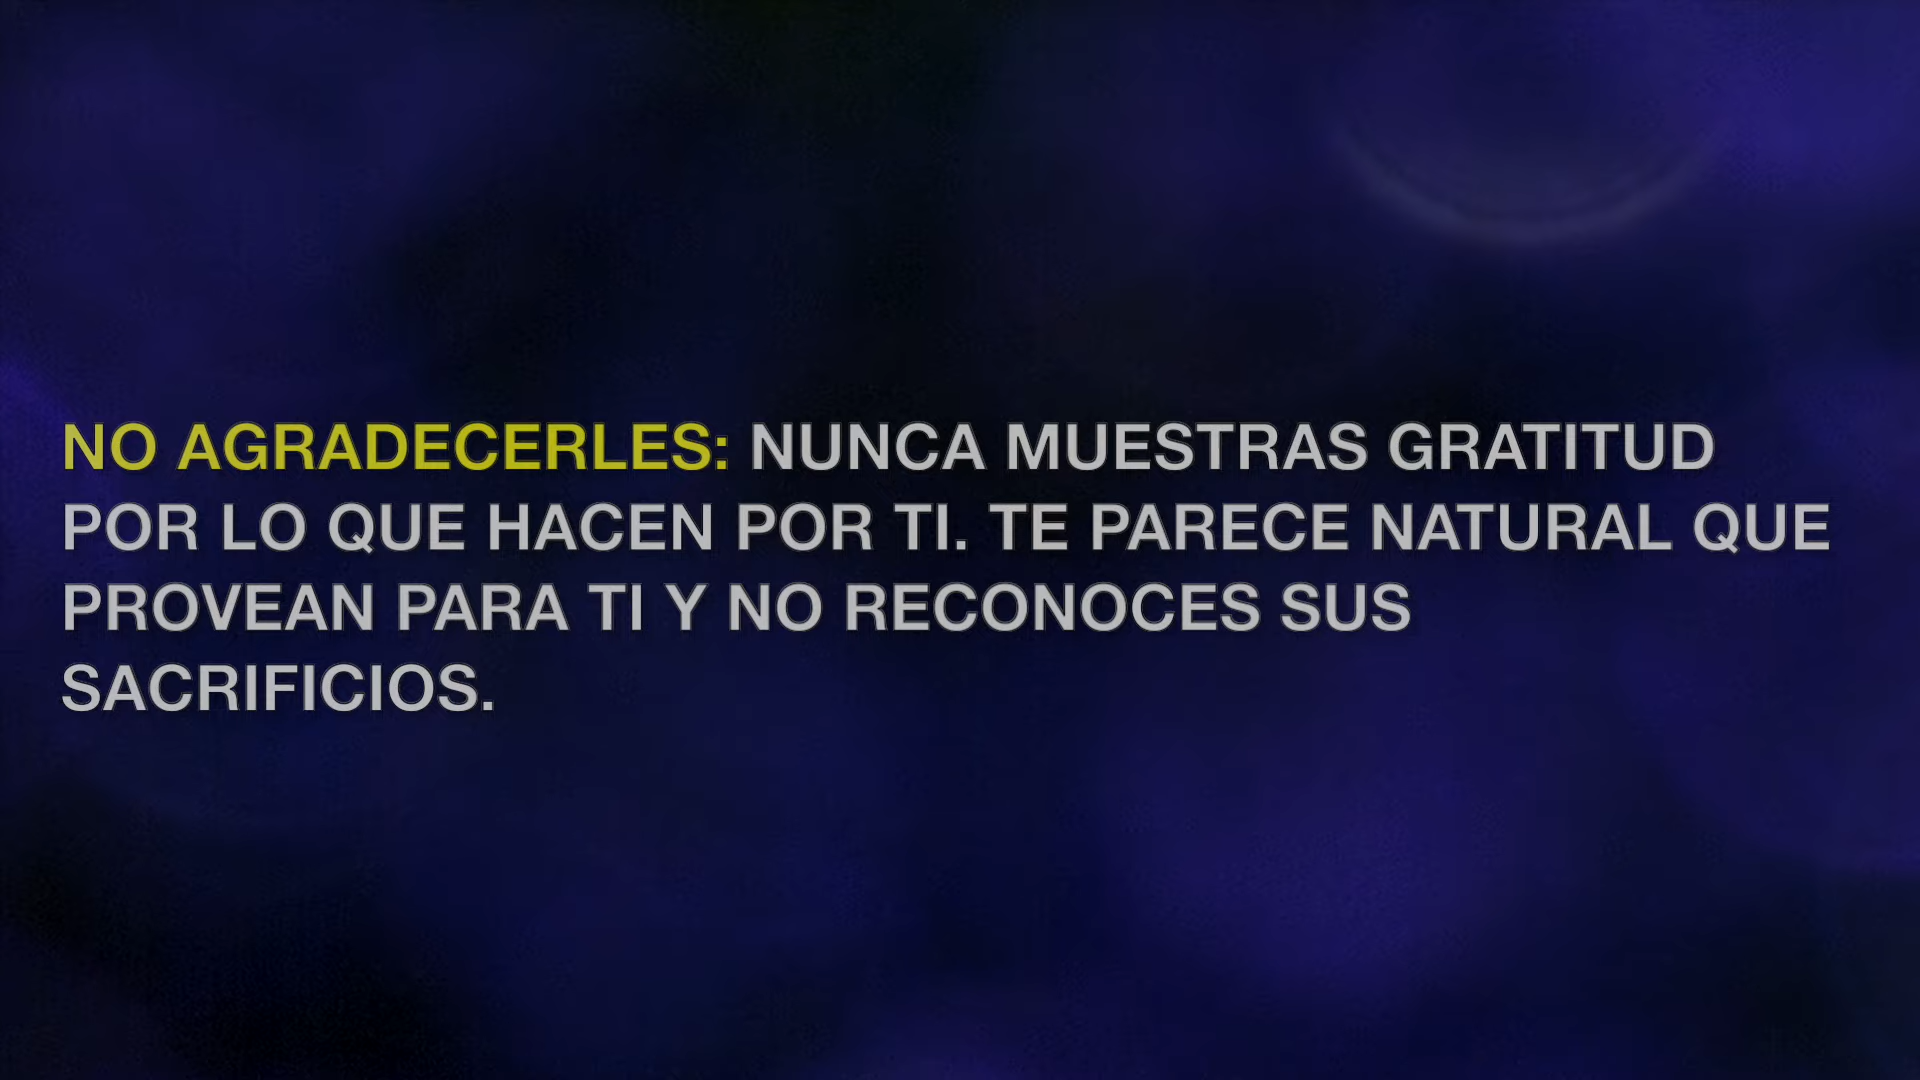 NO AGRADECERLES: NUNCA MUESTRAS GRATITUD
POR LO QUE HACEN POR TI. TE PARECE NATURAL QUE
PROVEAN PARA TI Y NO RECONOCES SUS
SACRIFICIOS.